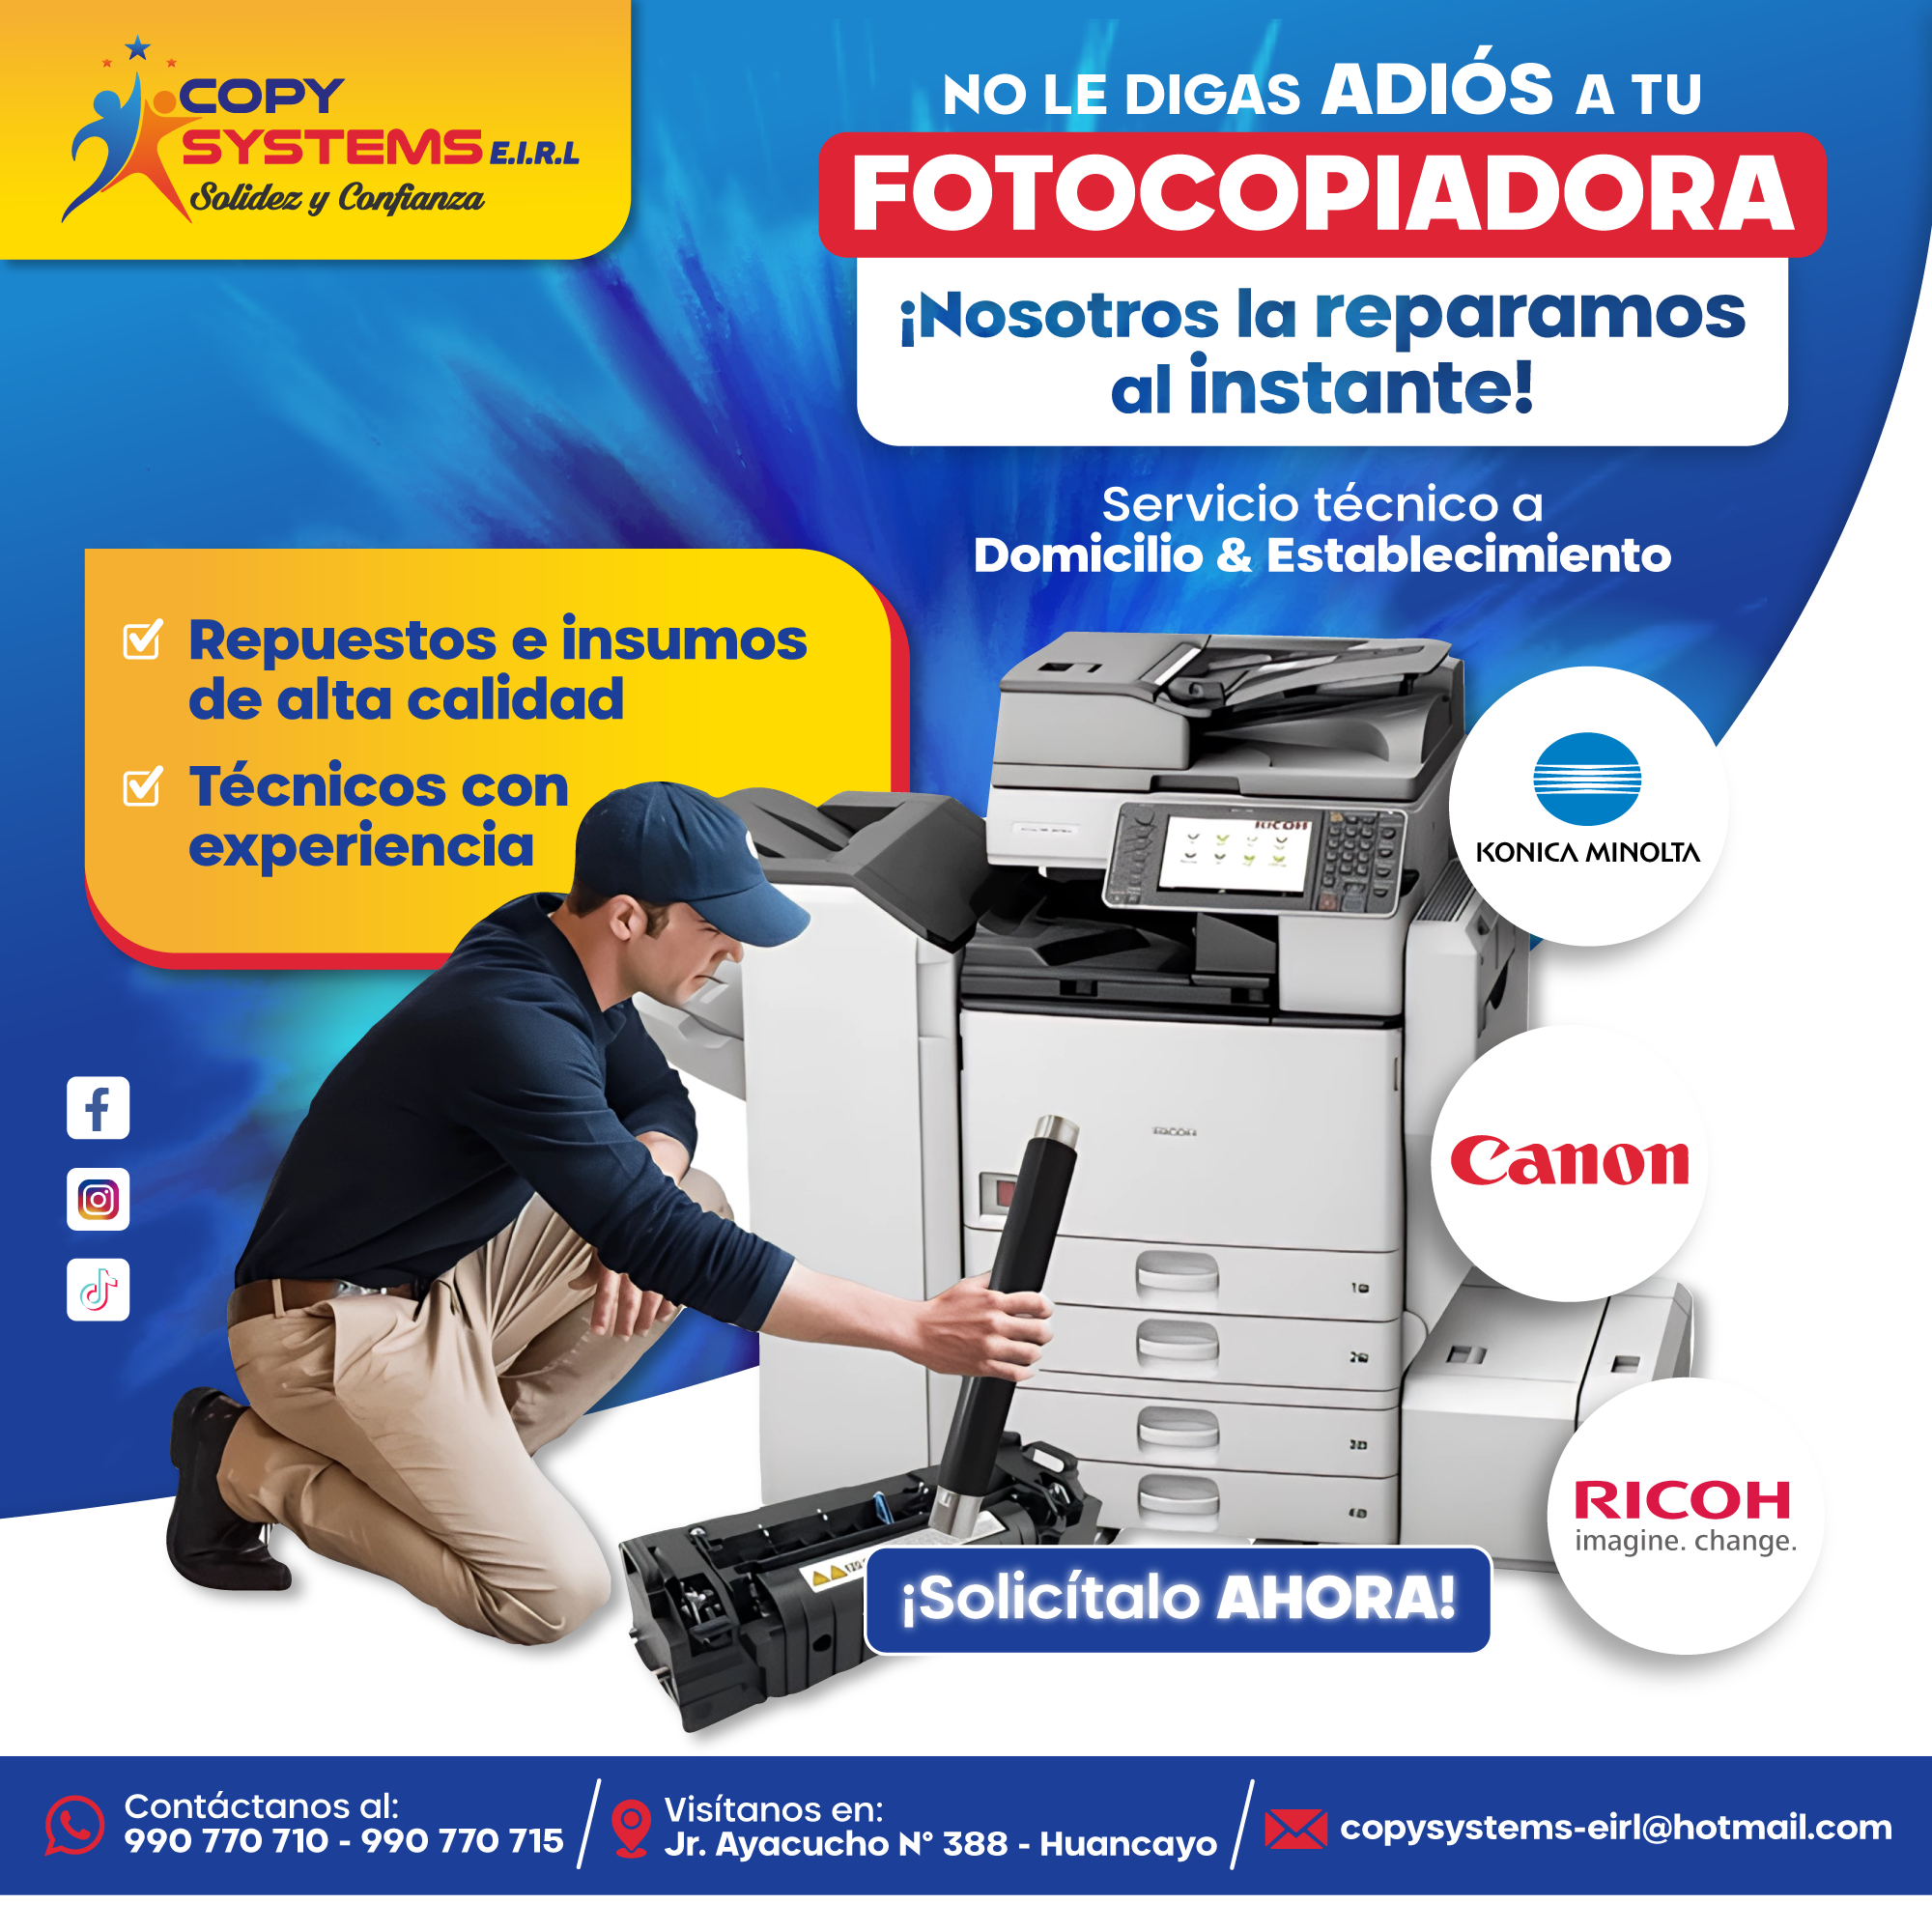 COPY
SYSTEMS E.I.R.L
Solidez y Confianza
NO LE DIGAS ADIÓS A TU
FOTOCOPIADORA
¡Nosotros la reparamos
al instante!
Servicio técnico a
Domicilio & Establecimiento
Repuestos e insumos
de alta calidad
Técnicos con
experiencia
RICOH
KONICA MINOLTA
RICOH
Canon
RICOH
imagine. change.
¡Solicítalo AHORA!
Contáctanos al:
990 770 710 - 990 770 715
Visítanos en:
Jr. Ayacucho N° 388 - Huancayo
copysystems-eirl@hotmail.com